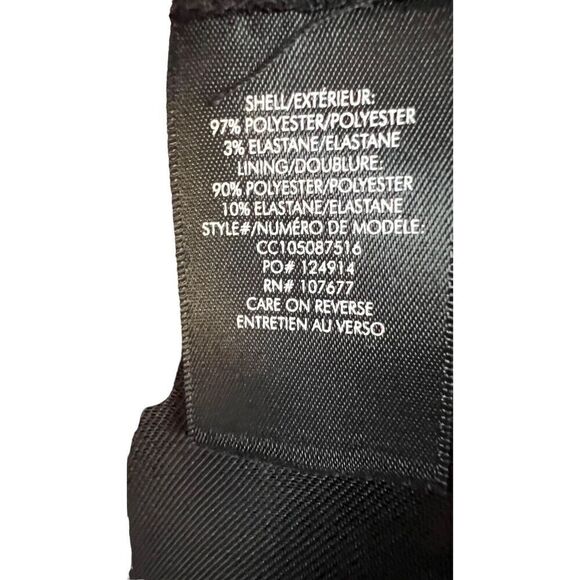 SHELL/EXTÉRIEUR:
97% POLYESTER/POLYESTER
3% ELASTANE/ELASTANE
LINING/DOUBLURE:
90% POLYESTER/POLYESTER
10% ELASTANE/ELASTANE
STYLE#/NUMÉRO DE MODÈLE:
CC105087516
PO# 124914
RN# 107677
CARE ON REVERSE
ENTRETIEN AU VERSO